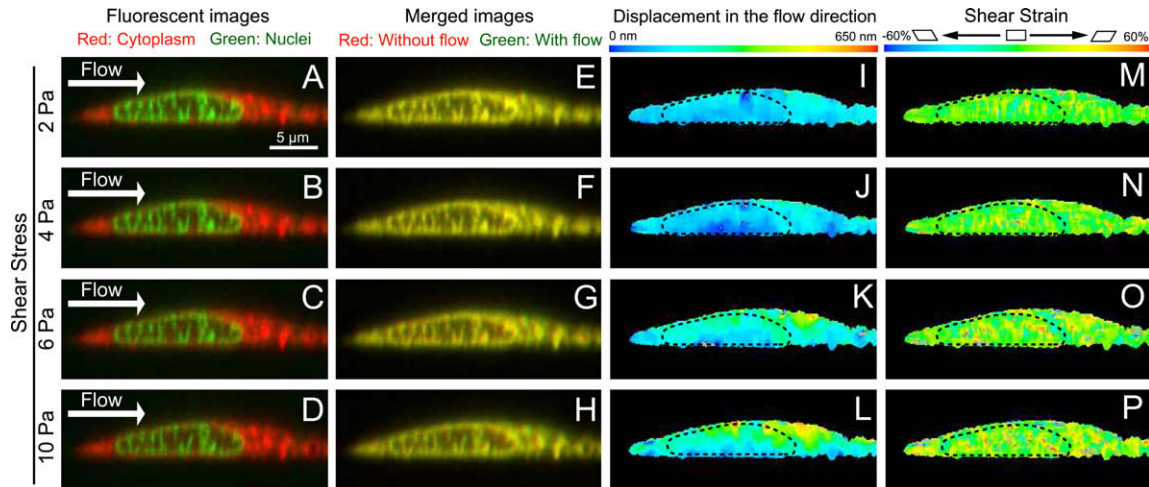 Fluorescent images
Merged images
Displacement in the flow direction
Shear Strain
Red: Cytoplasm Green: Nuclei
Red: Without flow Green: With flow
0 nm 650 nm
-60% 60%
Shear Stress
2 Pa
Flow
A
5 µm
E
I
M
4 Pa
Flow
B
F
J
N
6 Pa
Flow
C
G
K
O
10 Pa
Flow
D
H
L
P